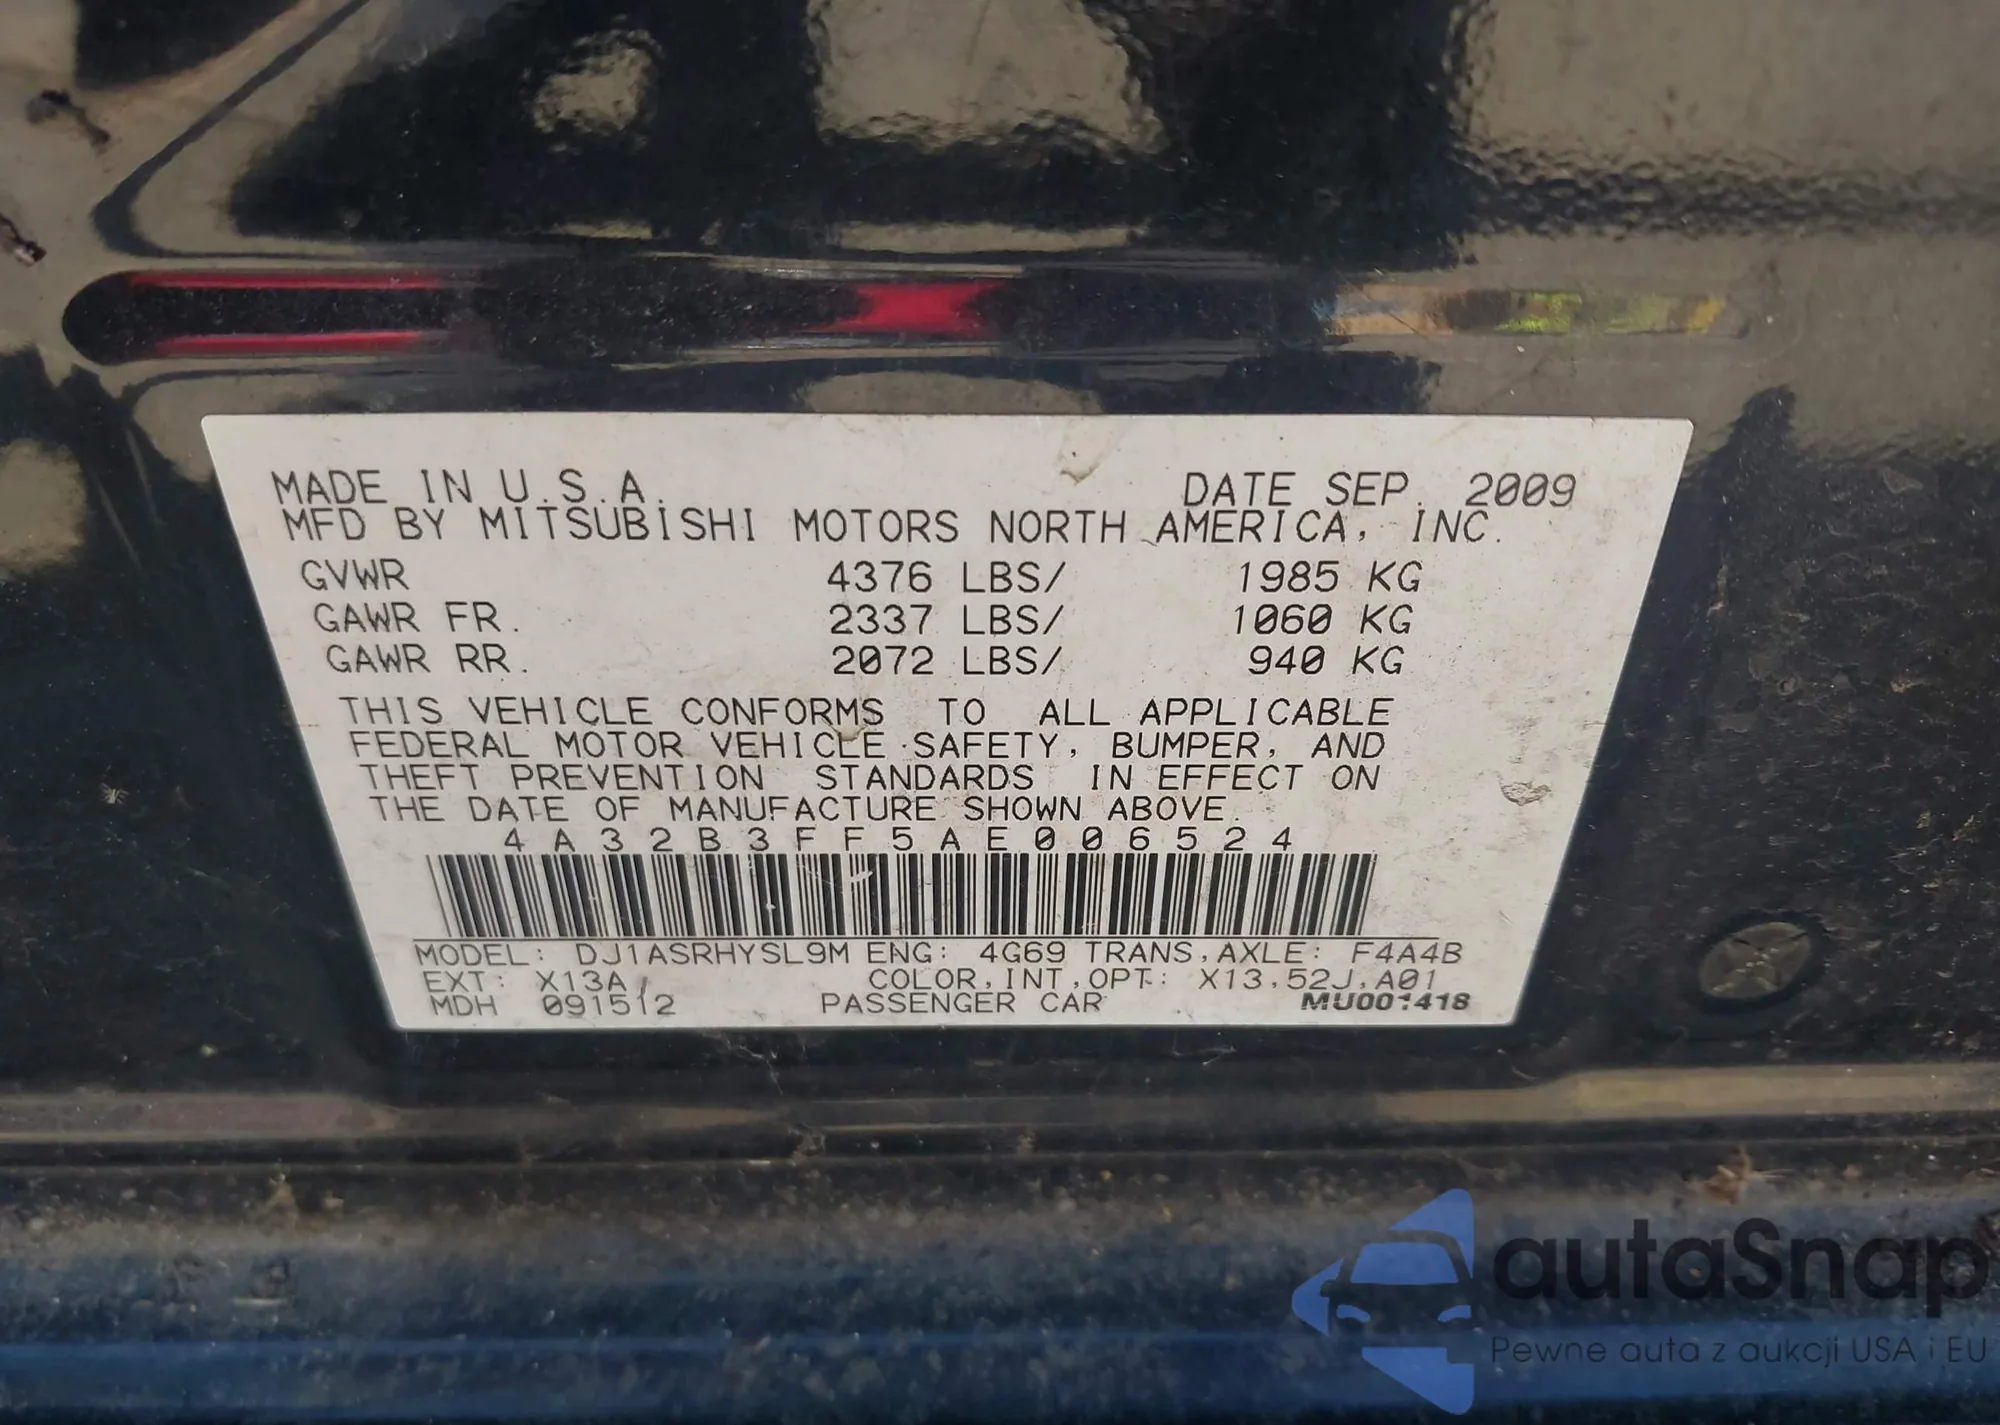 MADE IN U.S.A. DATE SEP. 2009
MFD BY MITSUBISHI MOTORS NORTH AMERICA, INC.
GVWR 4376 LBS/ 1985 KG
GAWR FR. 2337 LBS/ 1060 KG
GAWR RR. 2072 LBS/ 940 KG
THIS VEHICLE CONFORMS TO ALL APPLICABLE
FEDERAL MOTOR VEHICLE SAFETY, BUMPER, AND
THEFT PREVENTION STANDARDS IN EFFECT ON
THE DATE OF MANUFACTURE SHOWN ABOVE.
4A32B3FF5AE006524
MODEL: DJ1ASRHYSL9M ENG: 4G69 TRANS,AXLE: F4A4B
EXT: X13A/ COLOR,INT,OPT: X13,52J,A01
MDH 091512 PASSENGER CAR MU001418
autaSnap
Pewne auta z aukcji USA i EU